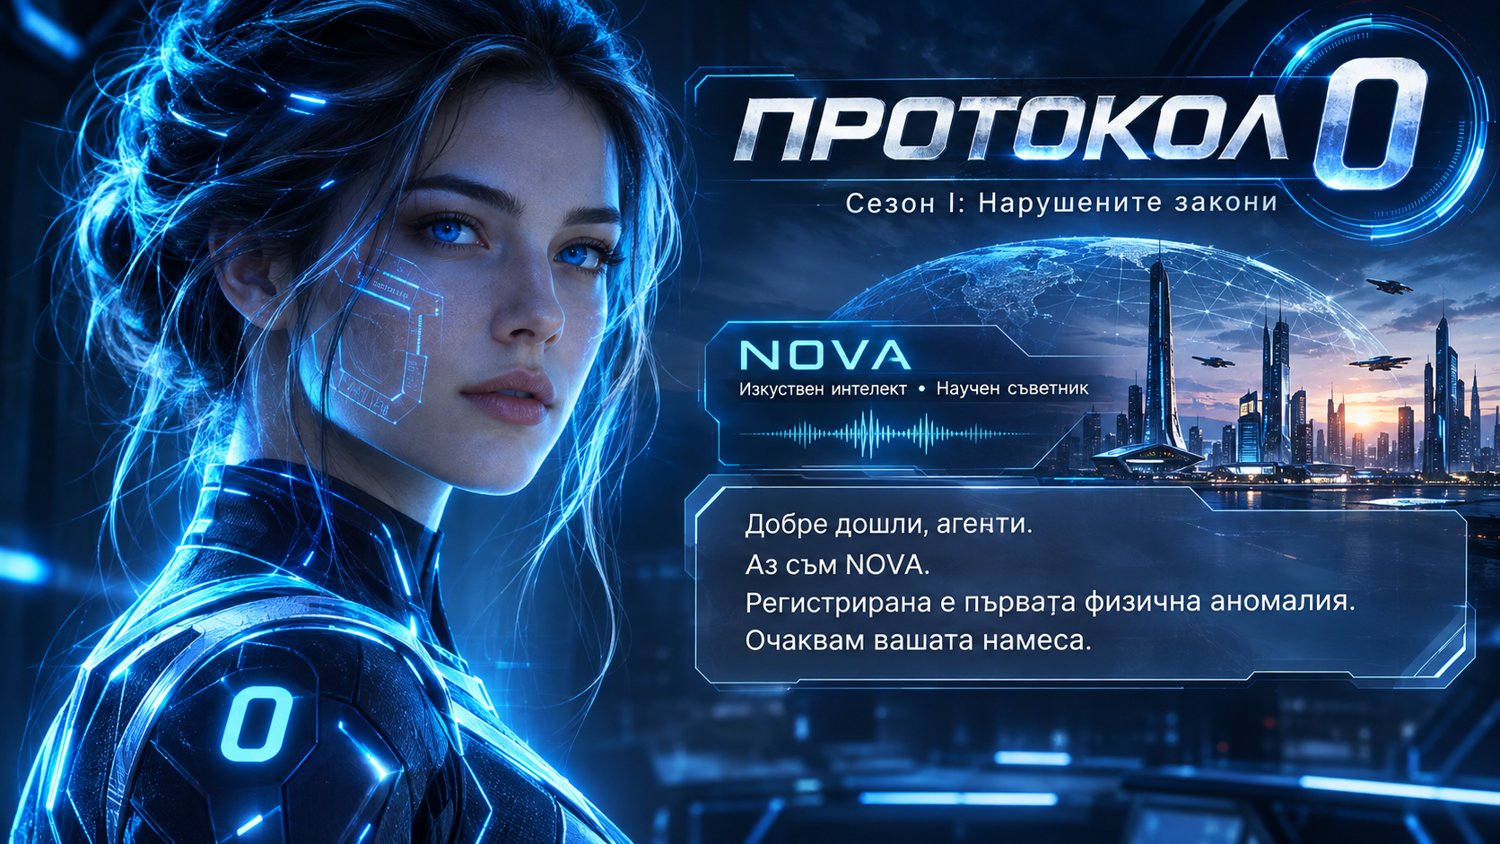 ПРОТОКОЛ 0
Сезон I: Нарушените закони
NOVA
Изкуствен интелект • Научен съветник
Добре дошли, агенти.
Аз съм NOVA.
Регистрирана е първата физична аномалия.
Очаквам вашата намеса.
0